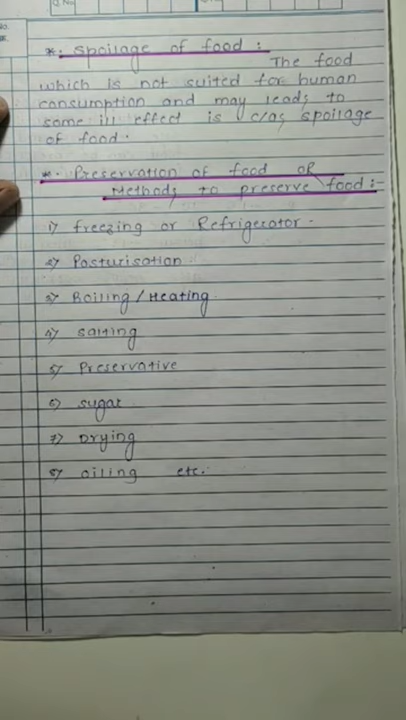 *. Spoilage of food :
The food
which is not suited for human
consumption and may leads to
some ill effect is c/as spoilage
of food.
*. Preservation of food OR
Methods to preserve food :
1) freezing or Refrigerator.
2) Posturisation.
3) Boiling / Heating.
4) salting
5) Preservative
6) sugar
7) Drying
8) oiling etc.